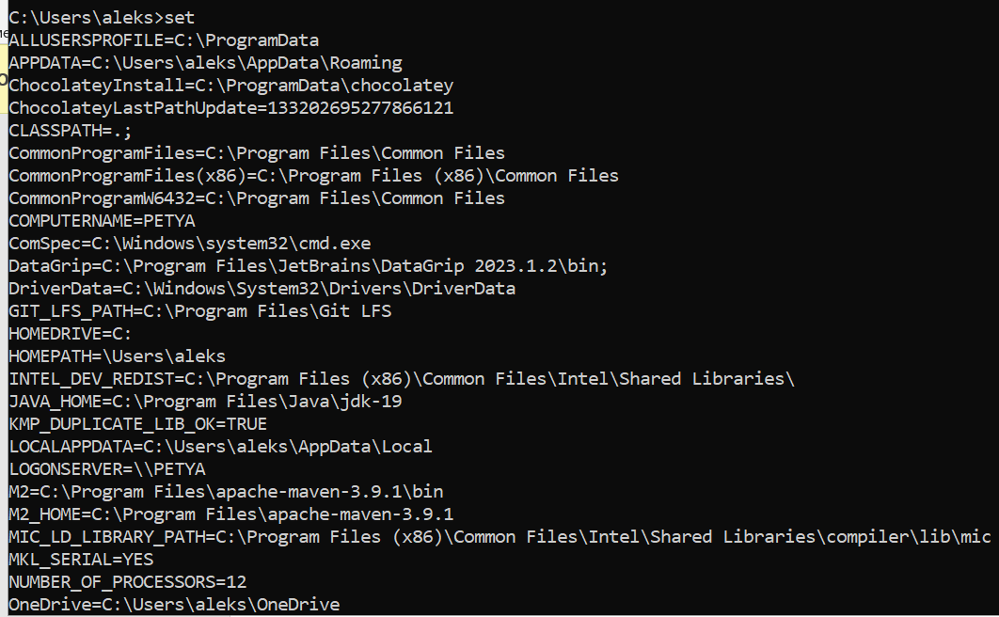 C:\Users\aleks>set
ALLUSERSPROFILE=C:\ProgramData
APPDATA=C:\Users\aleks\AppData\Roaming
ChocolateyInstall=C:\ProgramData\chocolatey
ChocolateyLastPathUpdate=133202695277866121
CLASSPATH=.;
CommonProgramFiles=C:\Program Files\Common Files
CommonProgramFiles(x86)=C:\Program Files (x86)\Common Files
CommonProgramW6432=C:\Program Files\Common Files
COMPUTERNAME=PETYA
ComSpec=C:\Windows\system32\cmd.exe
DataGrip=C:\Program Files\JetBrains\DataGrip 2023.1.2\bin;
DriverData=C:\Windows\System32\Drivers\DriverData
GIT_LFS_PATH=C:\Program Files\Git LFS
HOMEDRIVE=C:
HOMEPATH=\Users\aleks
INTEL_DEV_REDIST=C:\Program Files (x86)\Common Files\Intel\Shared Libraries\
JAVA_HOME=C:\Program Files\Java\jdk-19
KMP_DUPLICATE_LIB_OK=TRUE
LOCALAPPDATA=C:\Users\aleks\AppData\Local
LOGONSERVER=\\PETYA
M2=C:\Program Files\apache-maven-3.9.1\bin
M2_HOME=C:\Program Files\apache-maven-3.9.1
MIC_LD_LIBRARY_PATH=C:\Program Files (x86)\Common Files\Intel\Shared Libraries\compiler\lib\mic
MKL_SERIAL=YES
NUMBER_OF_PROCESSORS=12
OneDrive=C:\Users\aleks\OneDrive